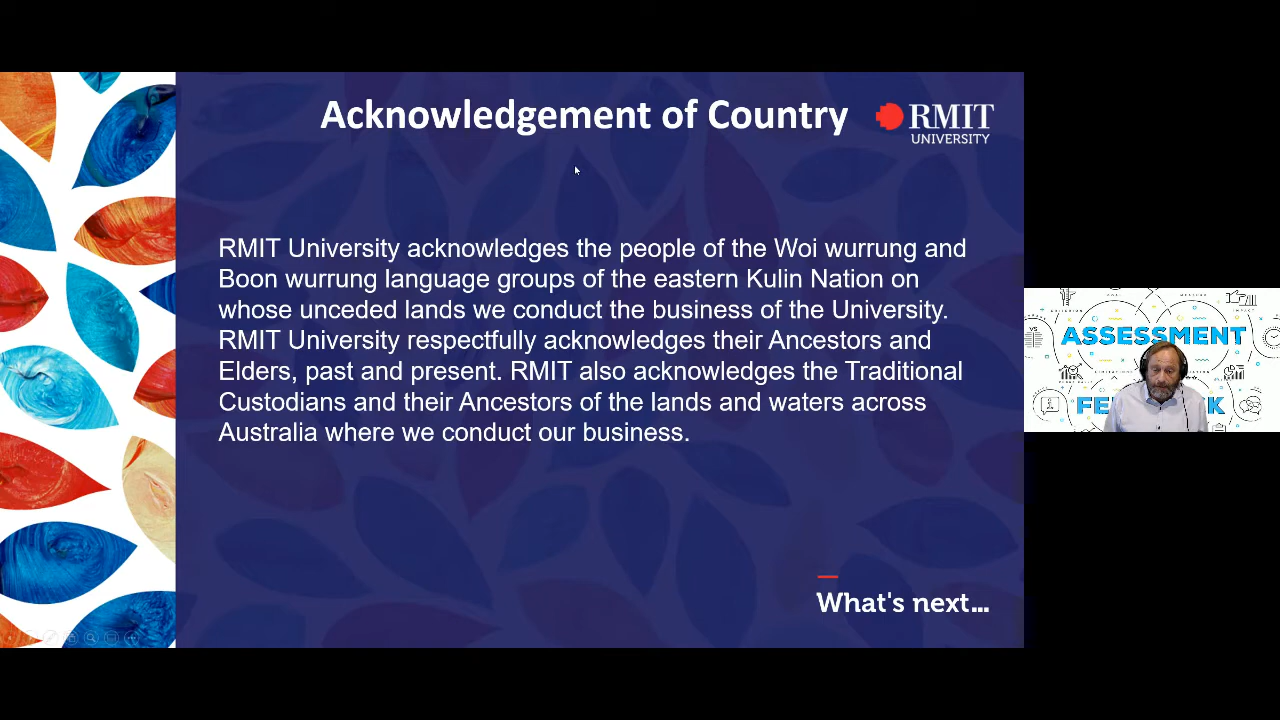 Acknowledgement of Country
RMIT
UNIVERSITY
RMIT University acknowledges the people of the Woi wurrung and
Boon wurrung language groups of the eastern Kulin Nation on
whose unceded lands we conduct the business of the University.
RMIT University respectfully acknowledges their Ancestors and
Elders, past and present. RMIT also acknowledges the Traditional
Custodians and their Ancestors of the lands and waters across
Australia where we conduct our business.
What's next...
ASSESSMENT